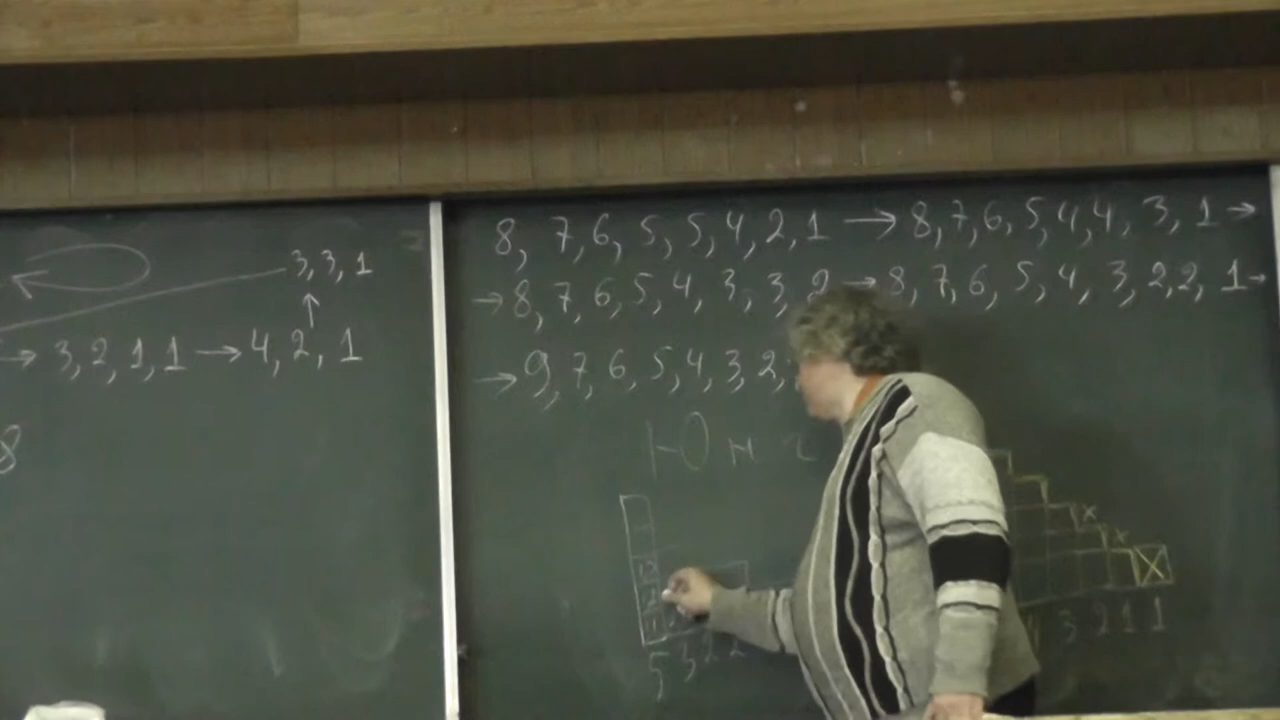 3, 3, 1
→ 3, 2, 1, 1 → 4, 2, 1
8
8, 7, 6, 5, 5, 4, 2, 1 → 8, 7, 6, 5, 4, 4, 3, 1 →
→ 8, 7, 6, 5, 4, 3, 3, 2 → 8, 7, 6, 5, 4, 3, 2, 2, 1 →
→ 9, 7, 6, 5, 4, 3, 2,
5 3 2 2
3 2 1 1